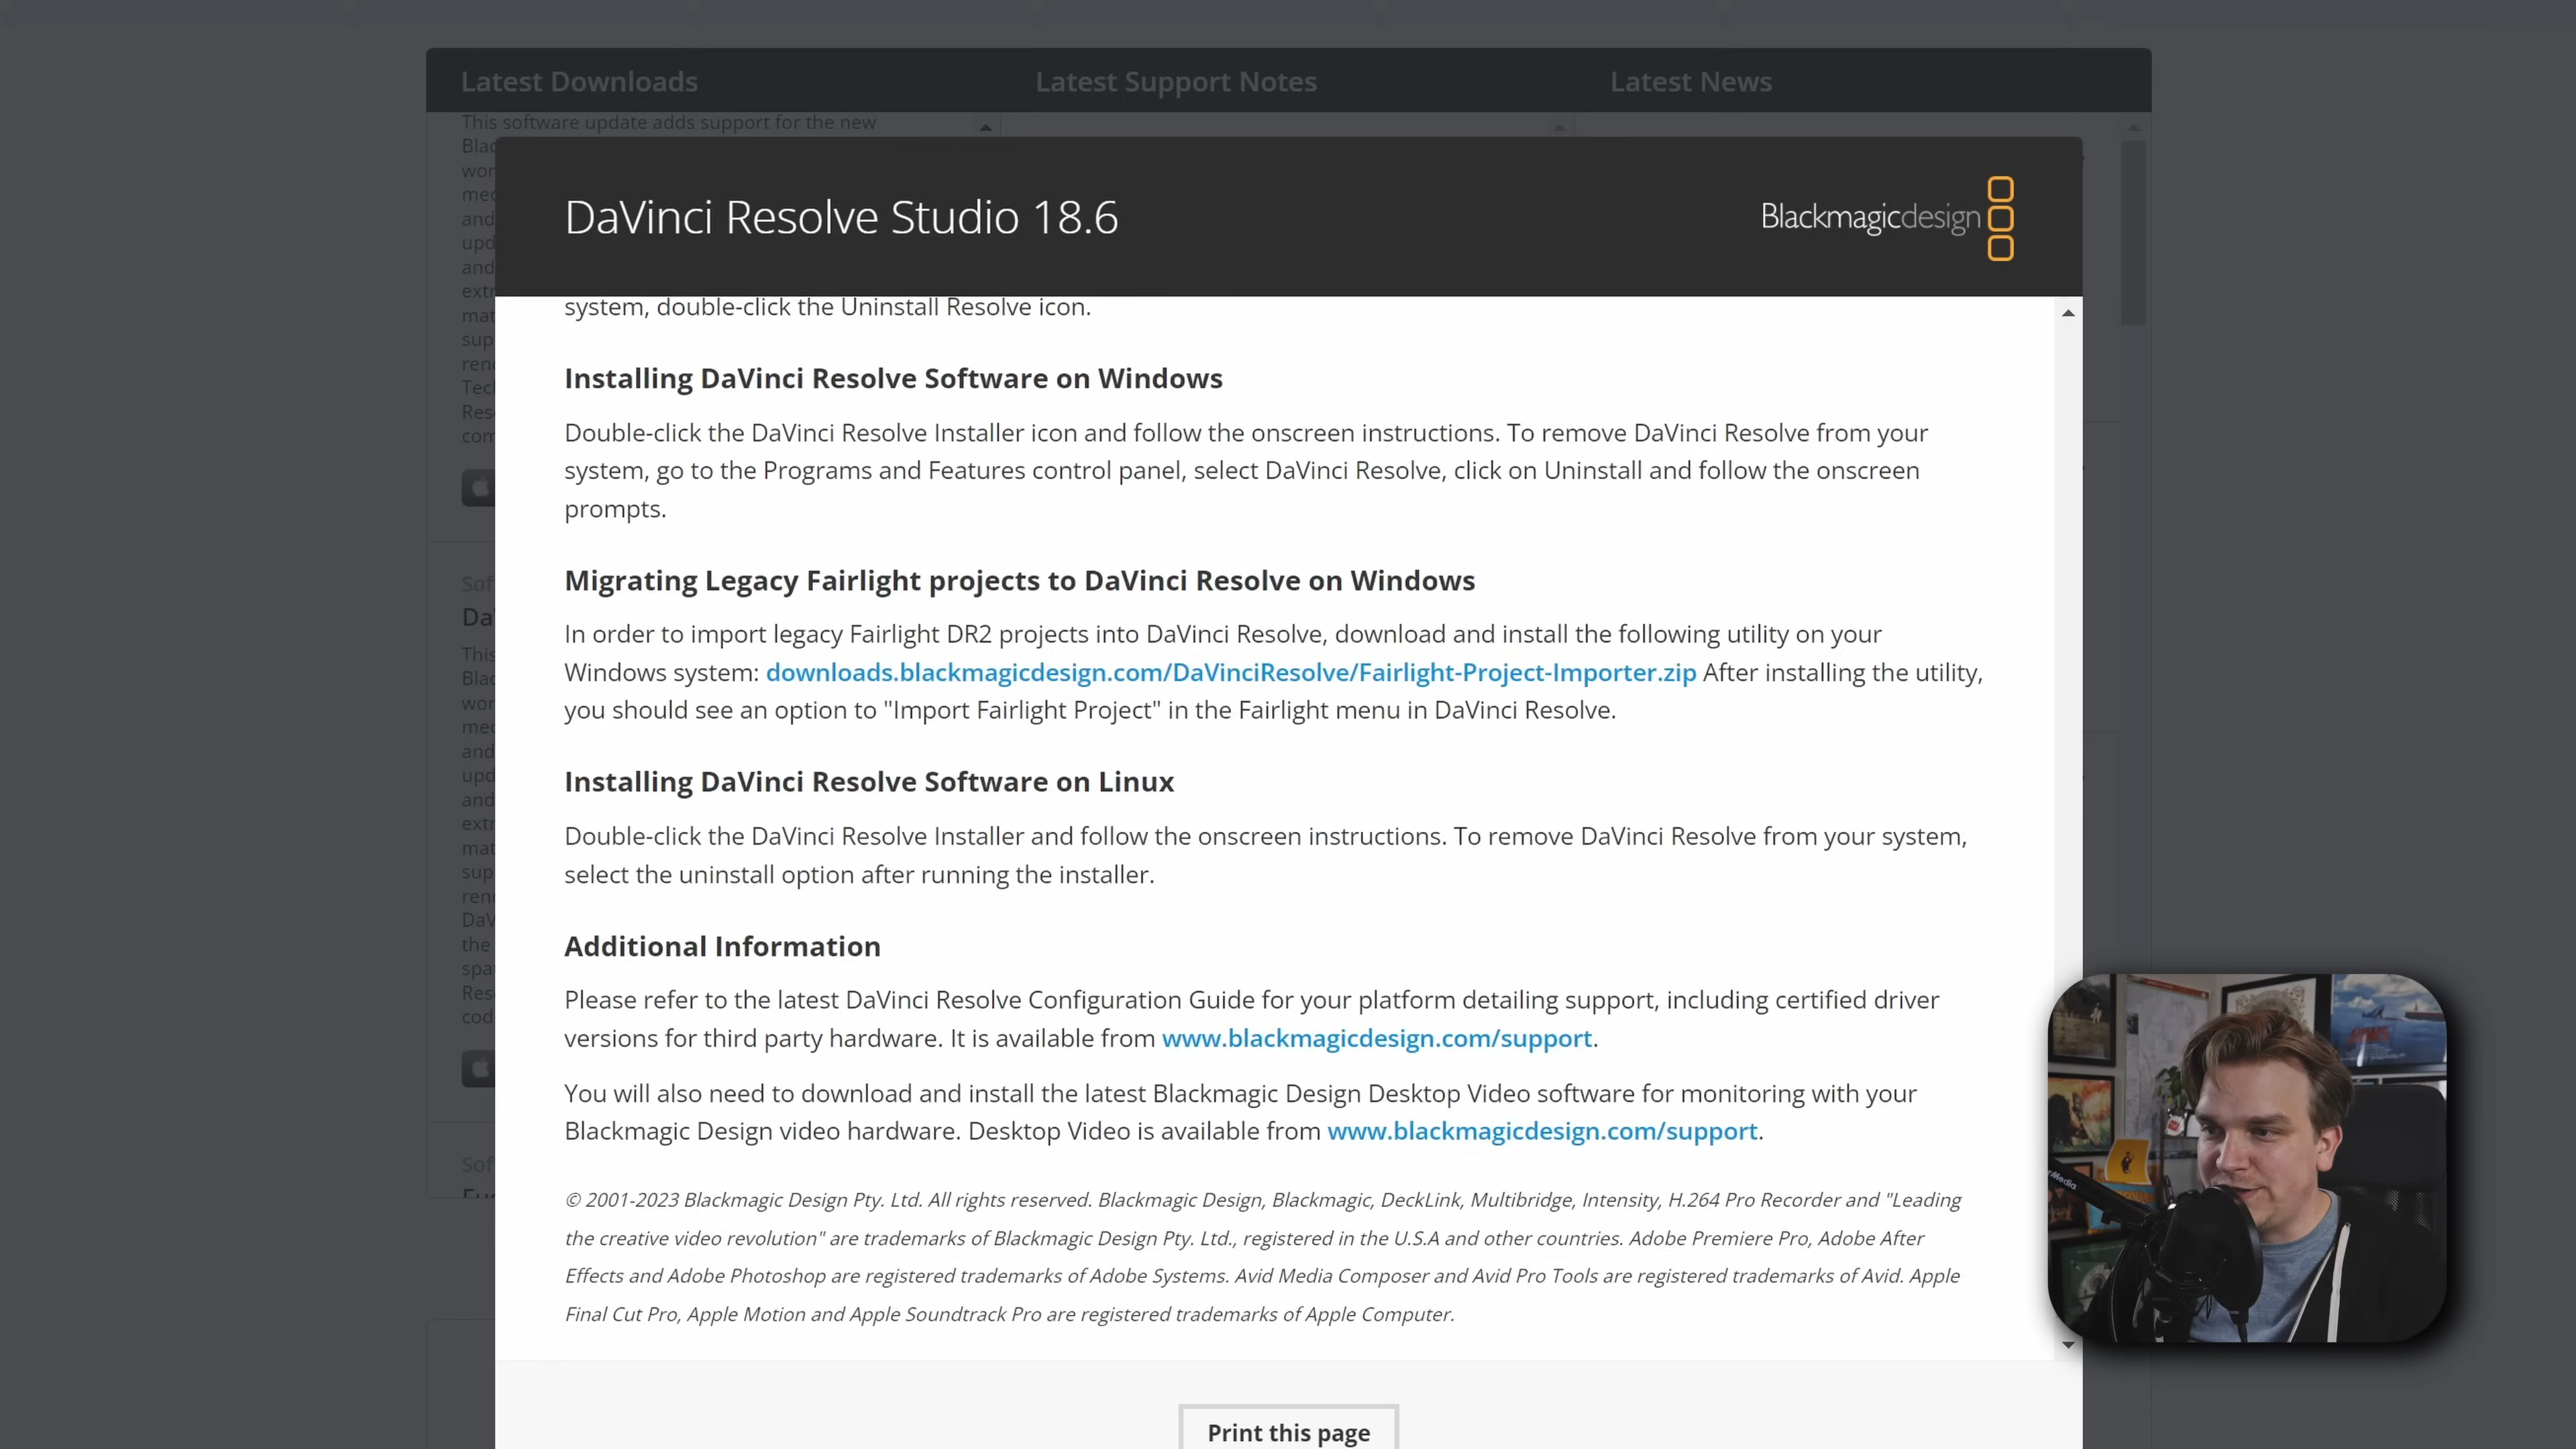 Latest Downloads
Latest Support Notes
Latest News
This software update adds support for the new
DaVinci Resolve Studio 18.6
Blackmagicdesign
system, double-click the Uninstall Resolve icon.
Installing DaVinci Resolve Software on Windows
Double-click the DaVinci Resolve Installer icon and follow the onscreen instructions. To remove DaVinci Resolve from your
system, go to the Programs and Features control panel, select DaVinci Resolve, click on Uninstall and follow the onscreen
prompts.
Migrating Legacy Fairlight projects to DaVinci Resolve on Windows
In order to import legacy Fairlight DR2 projects into DaVinci Resolve, download and install the following utility on your
Windows system: downloads.blackmagicdesign.com/DaVinciResolve/Fairlight-Project-Importer.zip After installing the utility,
you should see an option to "Import Fairlight Project" in the Fairlight menu in DaVinci Resolve.
Installing DaVinci Resolve Software on Linux
Double-click the DaVinci Resolve Installer and follow the onscreen instructions. To remove DaVinci Resolve from your system,
select the uninstall option after running the installer.
Additional Information
Please refer to the latest DaVinci Resolve Configuration Guide for your platform detailing support, including certified driver
versions for third party hardware. It is available from www.blackmagicdesign.com/support.
You will also need to download and install the latest Blackmagic Design Desktop Video software for monitoring with your
Blackmagic Design video hardware. Desktop Video is available from www.blackmagicdesign.com/support.
© 2001-2023 Blackmagic Design Pty. Ltd. All rights reserved. Blackmagic Design, Blackmagic, DeckLink, Multibridge, Intensity, H.264 Pro Recorder and "Leading
the creative video revolution" are trademarks of Blackmagic Design Pty. Ltd., registered in the U.S.A and other countries. Adobe Premiere Pro, Adobe After
Effects and Adobe Photoshop are registered trademarks of Adobe Systems. Avid Media Composer and Avid Pro Tools are registered trademarks of Avid. Apple
Final Cut Pro, Apple Motion and Apple Soundtrack Pro are registered trademarks of Apple Computer.
Print this page